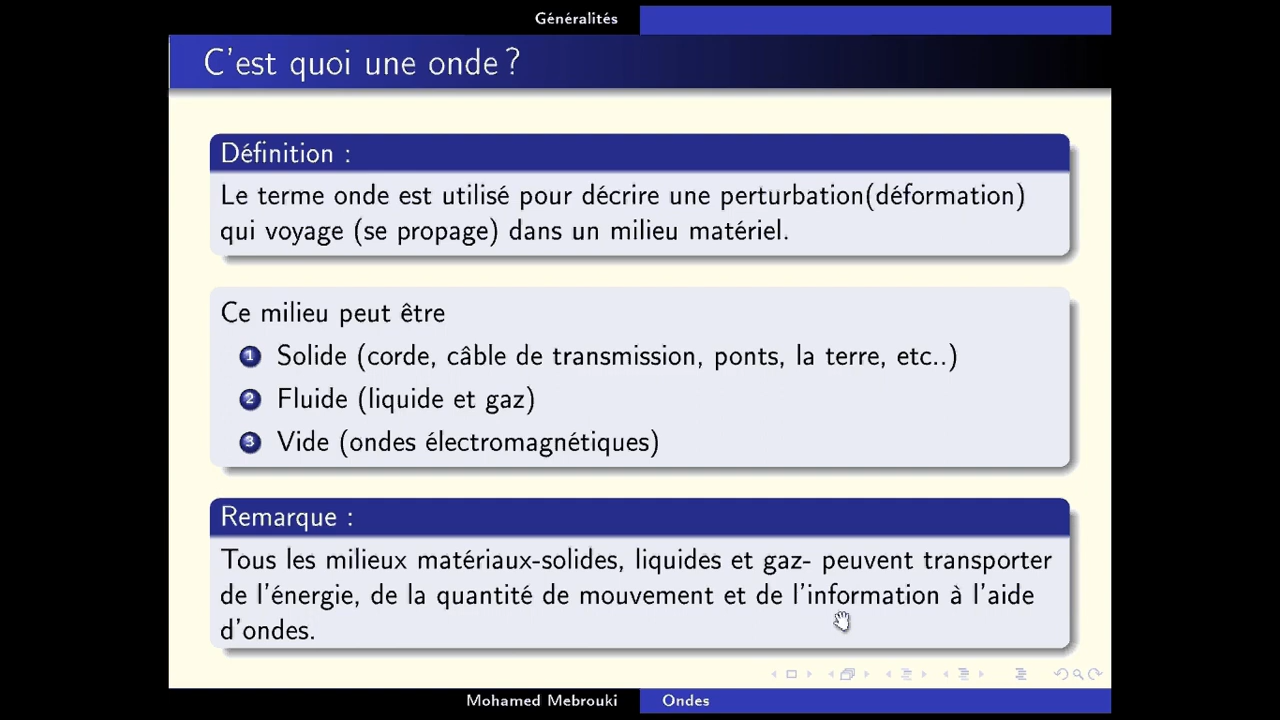 Généralités
C'est quoi une onde ?
Définition :
Le terme onde est utilisé pour décrire une perturbation(déformation)
qui voyage (se propage) dans un milieu matériel.
Ce milieu peut être
1 Solide (corde, câble de transmission, ponts, la terre, etc..)
2 Fluide (liquide et gaz)
3 Vide (ondes électromagnétiques)
Remarque :
Tous les milieux matériaux-solides, liquides et gaz- peuvent transporter
de l'énergie, de la quantité de mouvement et de l'information à l'aide
d'ondes.
Mohamed Mebrouki
Ondes